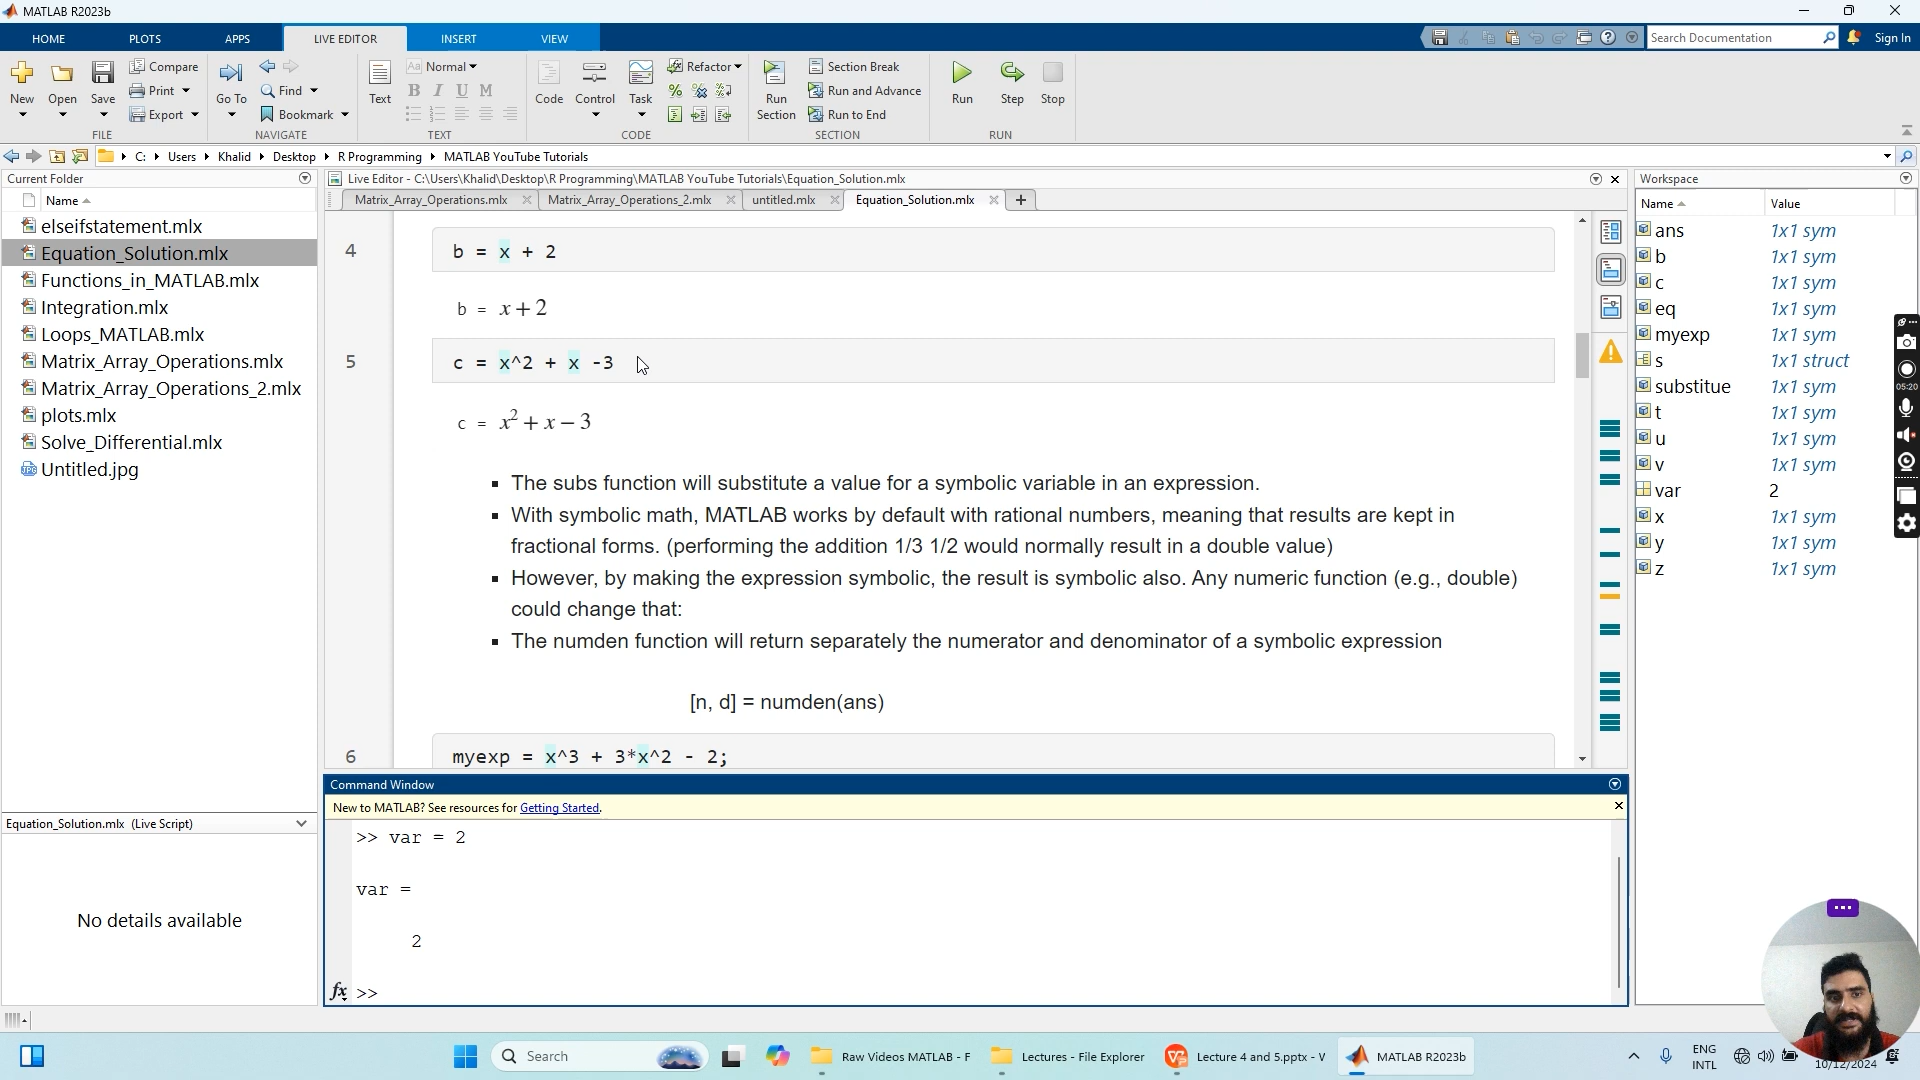 MATLAB R2023b
HOME PLOTS APPS LIVE EDITOR INSERT VIEW Search Documentation Sign In
Compare Normal Refactor Section Break
Print Find B I U M Run and Advance
New Open Save Export Go To Bookmark Text Code Control Task Run Section Run to End Run Step Stop
FILE NAVIGATE TEXT CODE SECTION RUN
C: Users Khalid Desktop R Programming MATLAB YouTube Tutorials
Current Folder
Name
elseifstatement.mlx
Equation_Solution.mlx
Functions_in_MATLAB.mlx
Integration.mlx
Loops_MATLAB.mlx
Matrix_Array_Operations.mlx
Matrix_Array_Operations_2.mlx
plots.mlx
Solve_Differential.mlx
Untitled.jpg
Equation_Solution.mlx (Live Script)
No details available
Live Editor - C:\Users\Khalid\Desktop\R Programming\MATLAB YouTube Tutorials\Equation_Solution.mlx
Matrix_Array_Operations.mlx Matrix_Array_Operations_2.mlx untitled.mlx Equation_Solution.mlx
4 b = x + 2
b = x + 2
5 c = x^2 + x -3
c = x² + x − 3
▪ The subs function will substitute a value for a symbolic variable in an expression.
▪ With symbolic math, MATLAB works by default with rational numbers, meaning that results are kept in
fractional forms. (performing the addition 1/3 1/2 would normally result in a double value)
▪ However, by making the expression symbolic, the result is symbolic also. Any numeric function (e.g., double)
could change that:
▪ The numden function will return separately the numerator and denominator of a symbolic expression
[n, d] = numden(ans)
6 myexp = x^3 + 3*x^2 - 2;
Command Window
New to MATLAB? See resources for Getting Started.
>> var = 2
var =
2
fx >>
Workspace
Name Value
ans 1x1 sym
b 1x1 sym
c 1x1 sym
eq 1x1 sym
myexp 1x1 sym
s 1x1 struct
substitue 1x1 sym
t 1x1 sym
u 1x1 sym
v 1x1 sym
var 2
x 1x1 sym
y 1x1 sym
z 1x1 sym
05:20
Search Raw Videos MATLAB - F Lectures - File Explorer Lecture 4 and 5.pptx - V MATLAB R2023b
ENG
INTL
10/12/2024